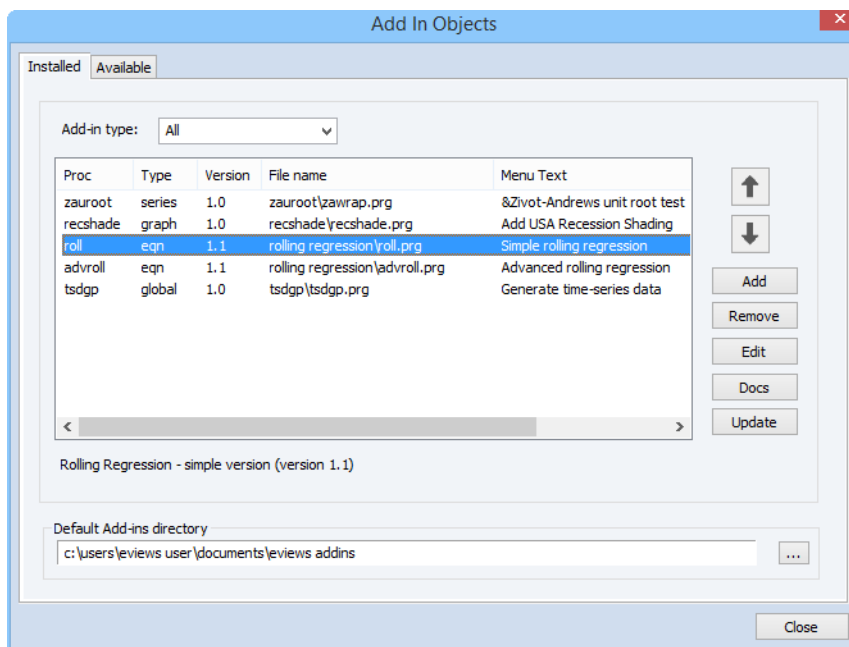 Add In Objects
Installed Available
Add-in type: All
Proc Type Version File name Menu Text
zauroot series 1.0 zauroot\zawrap.prg &Zivot-Andrews unit root test
recshade graph 1.0 recshade\recshade.prg Add USA Recession Shading
roll eqn 1.1 rolling regression\roll.prg Simple rolling regression
advroll eqn 1.1 rolling regression\advroll.prg Advanced rolling regression
tsdgp global 1.0 tsdgp\tsdgp.prg Generate time-series data
Add
Remove
Edit
Docs
Update
Rolling Regression - simple version (version 1.1)
Default Add-ins directory
c:\users\eviews user\documents\eviews addins ...
Close